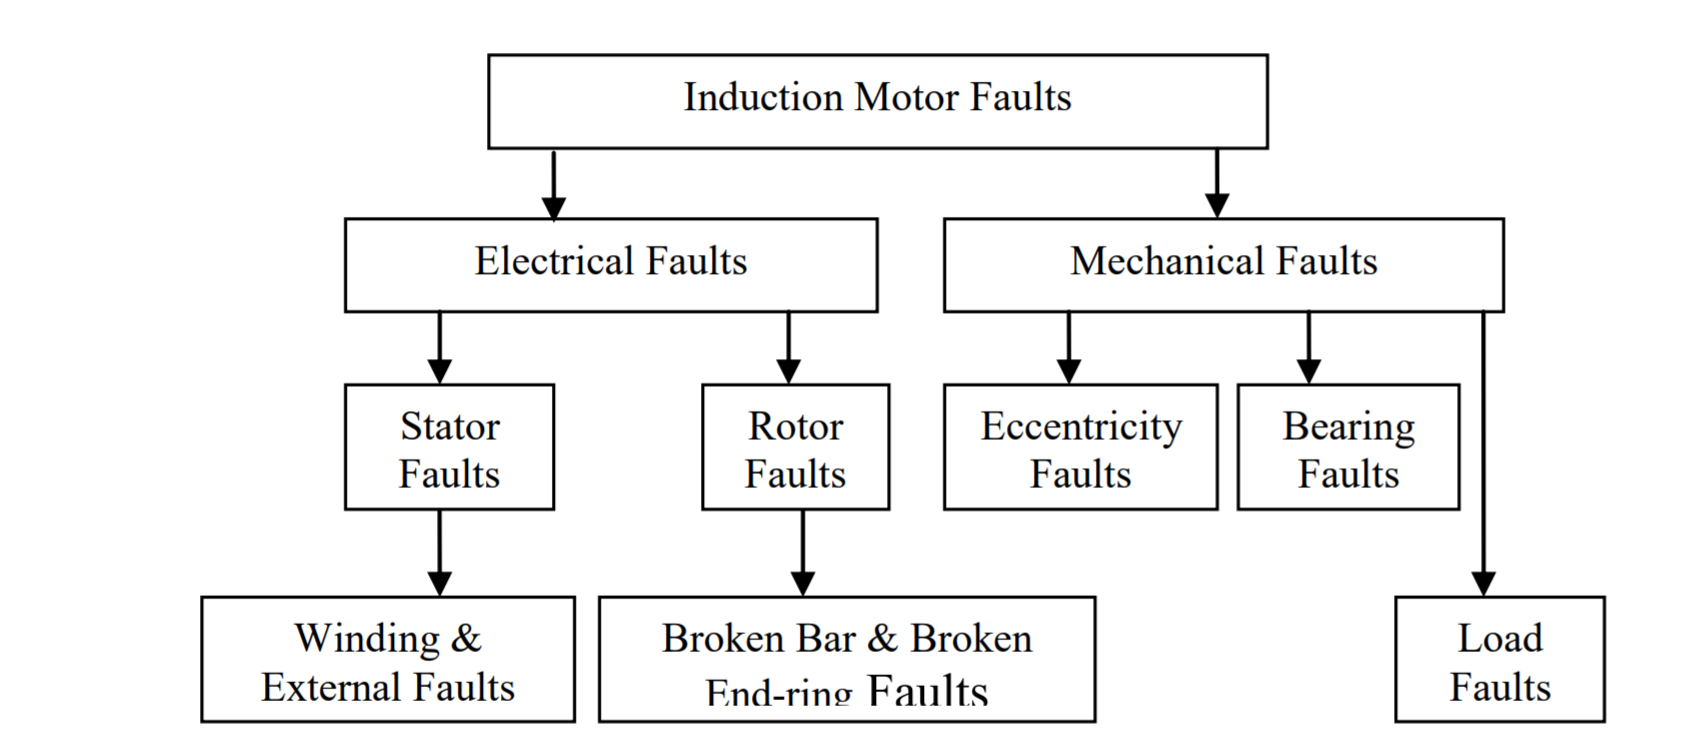 Induction Motor Faults
Electrical Faults
Mechanical Faults
Stator
Faults
Rotor
Faults
Eccentricity
Faults
Bearing
Faults
Winding &
External Faults
Broken Bar & Broken
End-ring Faults
Load
Faults